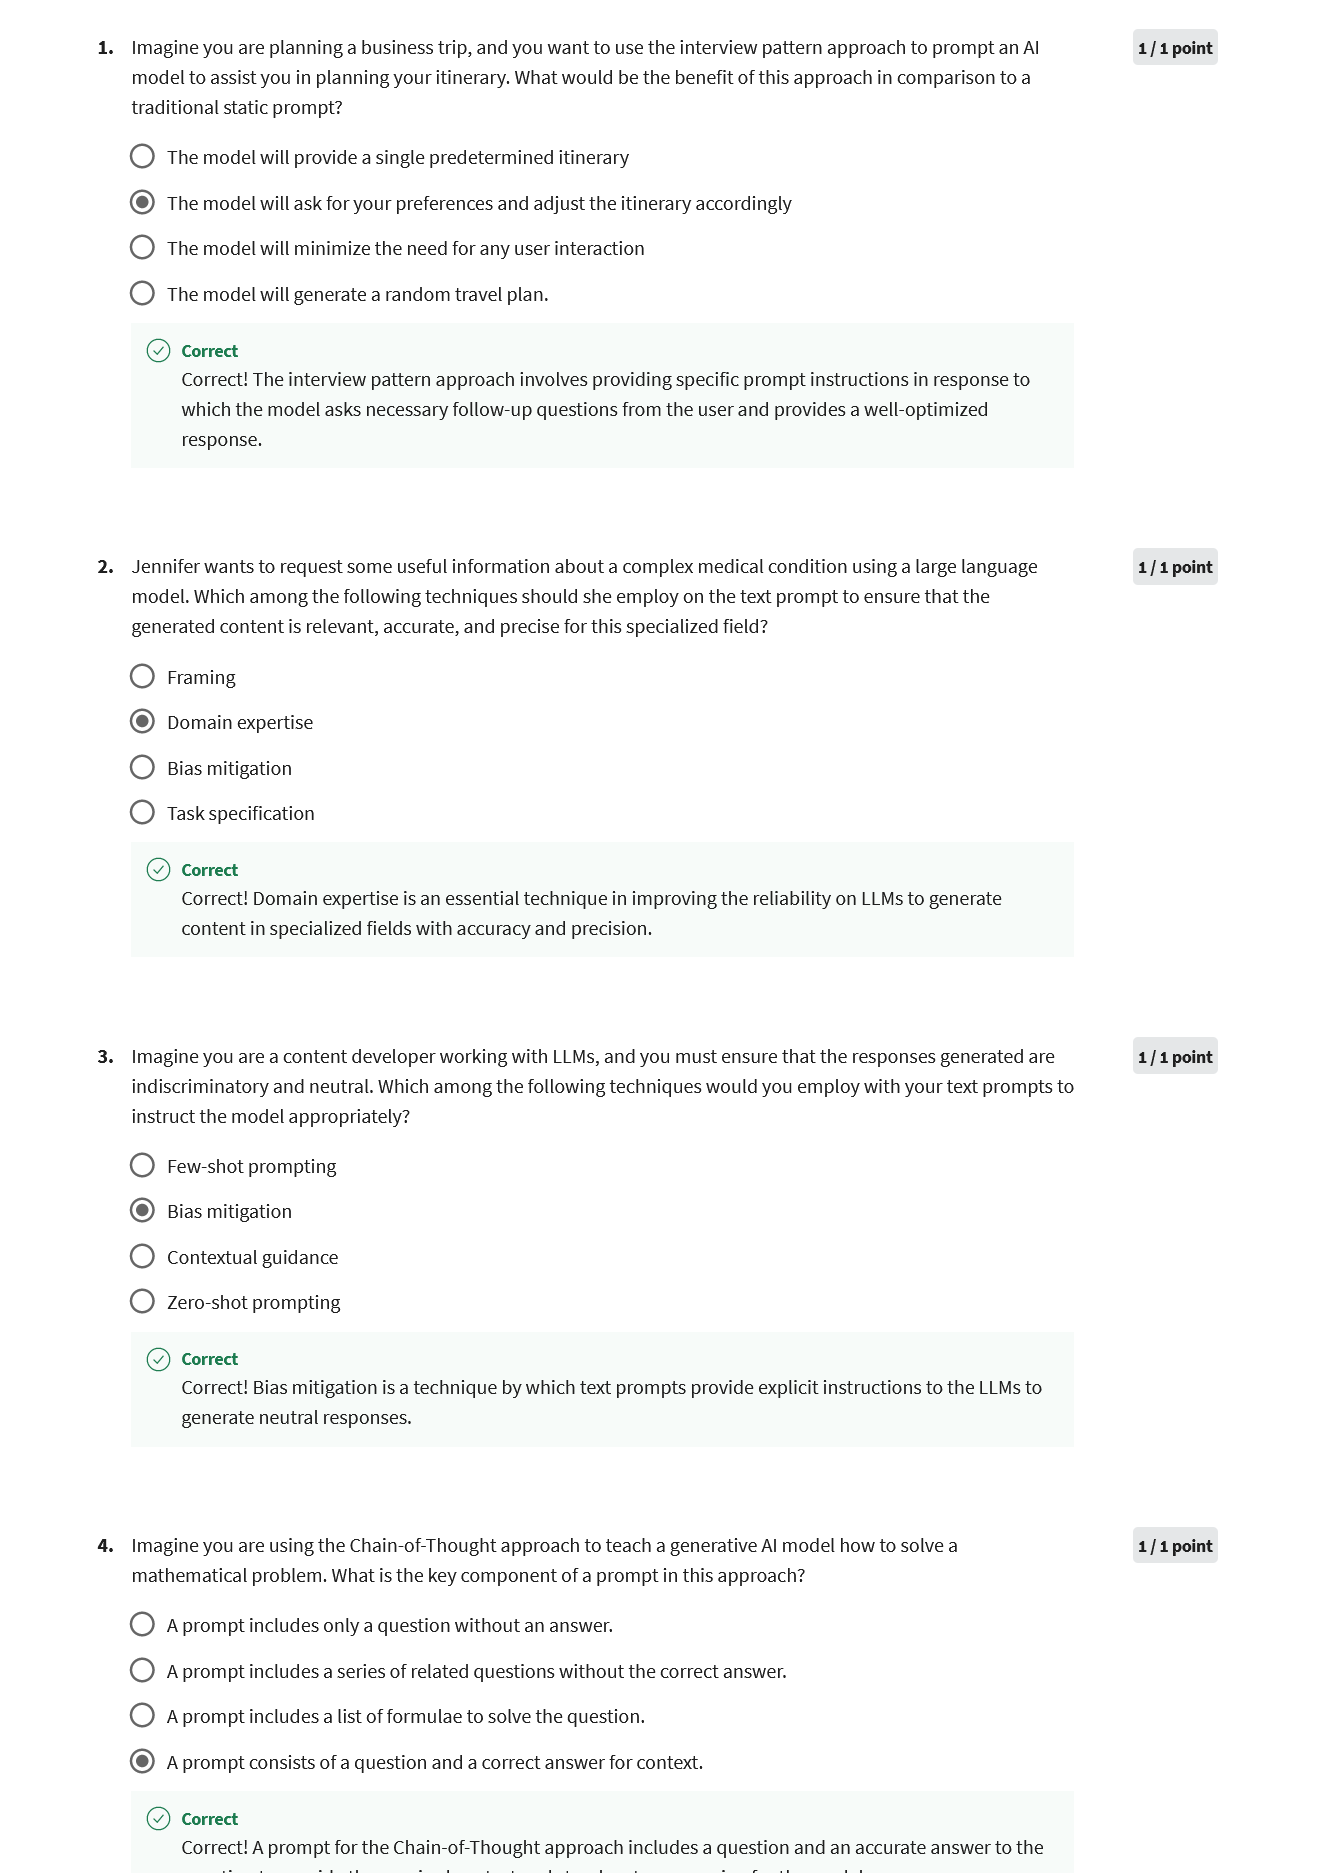 1. Imagine you are planning a business trip, and you want to use the interview pattern approach to prompt an AI
1 / 1 point
model to assist you in planning your itinerary. What would be the benefit of this approach in comparison to a
traditional static prompt?
The model will provide a single predetermined itinerary
The model will ask for your preferences and adjust the itinerary accordingly
The model will minimize the need for any user interaction
The model will generate a random travel plan.
Correct
Correct! The interview pattern approach involves providing specific prompt instructions in response to
which the model asks necessary follow-up questions from the user and provides a well-optimized
response.
2. Jennifer wants to request some useful information about a complex medical condition using a large language
1 / 1 point
model. Which among the following techniques should she employ on the text prompt to ensure that the
generated content is relevant, accurate, and precise for this specialized field?
Framing
Domain expertise
Bias mitigation
Task specification
Correct
Correct! Domain expertise is an essential technique in improving the reliability on LLMs to generate
content in specialized fields with accuracy and precision.
3. Imagine you are a content developer working with LLMs, and you must ensure that the responses generated are
1 / 1 point
indiscriminatory and neutral. Which among the following techniques would you employ with your text prompts to
instruct the model appropriately?
Few-shot prompting
Bias mitigation
Contextual guidance
Zero-shot prompting
Correct
Correct! Bias mitigation is a technique by which text prompts provide explicit instructions to the LLMs to
generate neutral responses.
4. Imagine you are using the Chain-of-Thought approach to teach a generative AI model how to solve a
1 / 1 point
mathematical problem. What is the key component of a prompt in this approach?
A prompt includes only a question without an answer.
A prompt includes a series of related questions without the correct answer.
A prompt includes a list of formulae to solve the question.
A prompt consists of a question and a correct answer for context.
Correct
Correct! A prompt for the Chain-of-Thought approach includes a question and an accurate answer to the